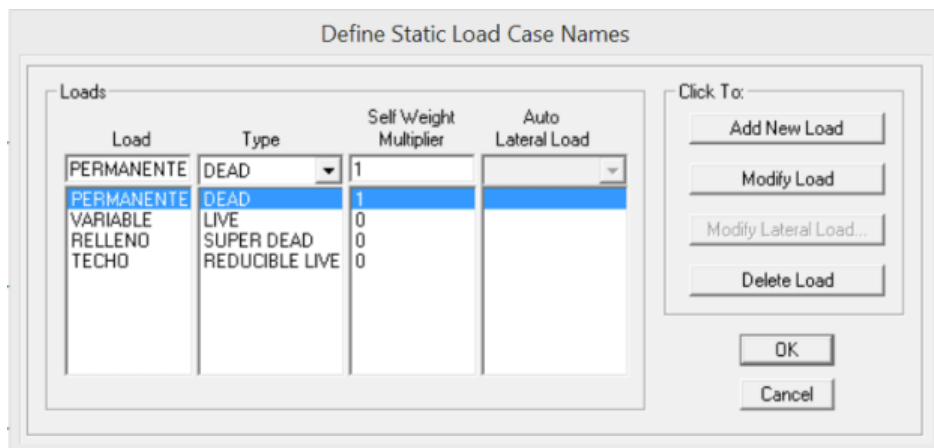 Define Static Load Case Names
Loads
Load Type Self Weight Multiplier Auto Lateral Load
PERMANENTE DEAD 1
PERMANENTE DEAD 1
VARIABLE LIVE 0
RELLENO SUPER DEAD 0
TECHO REDUCIBLE LIVE 0
Click To:
Add New Load
Modify Load
Modify Lateral Load...
Delete Load
OK
Cancel